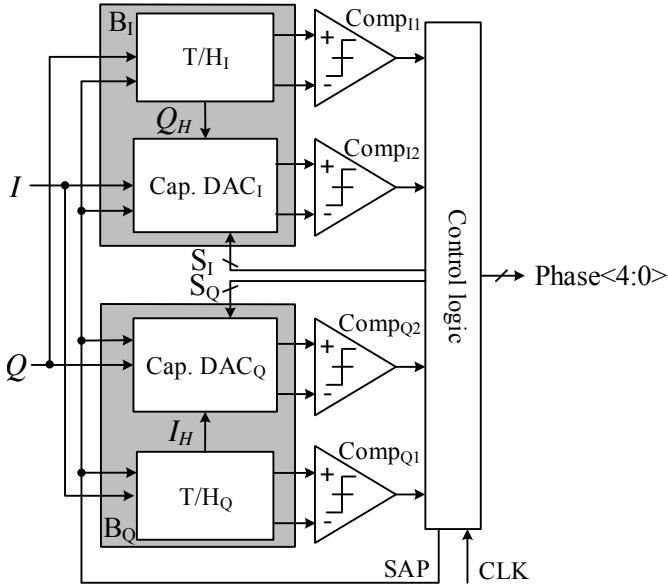 B_I
T/H_I
+
-
Comp_I1
Q_H
I
Cap. DAC_I
+
-
Comp_I2
S_I
S_Q
Control logic
Phase<4:0>
Q
Cap. DAC_Q
+
-
Comp_Q2
I_H
B_Q
T/H_Q
+
-
Comp_Q1
SAP
CLK